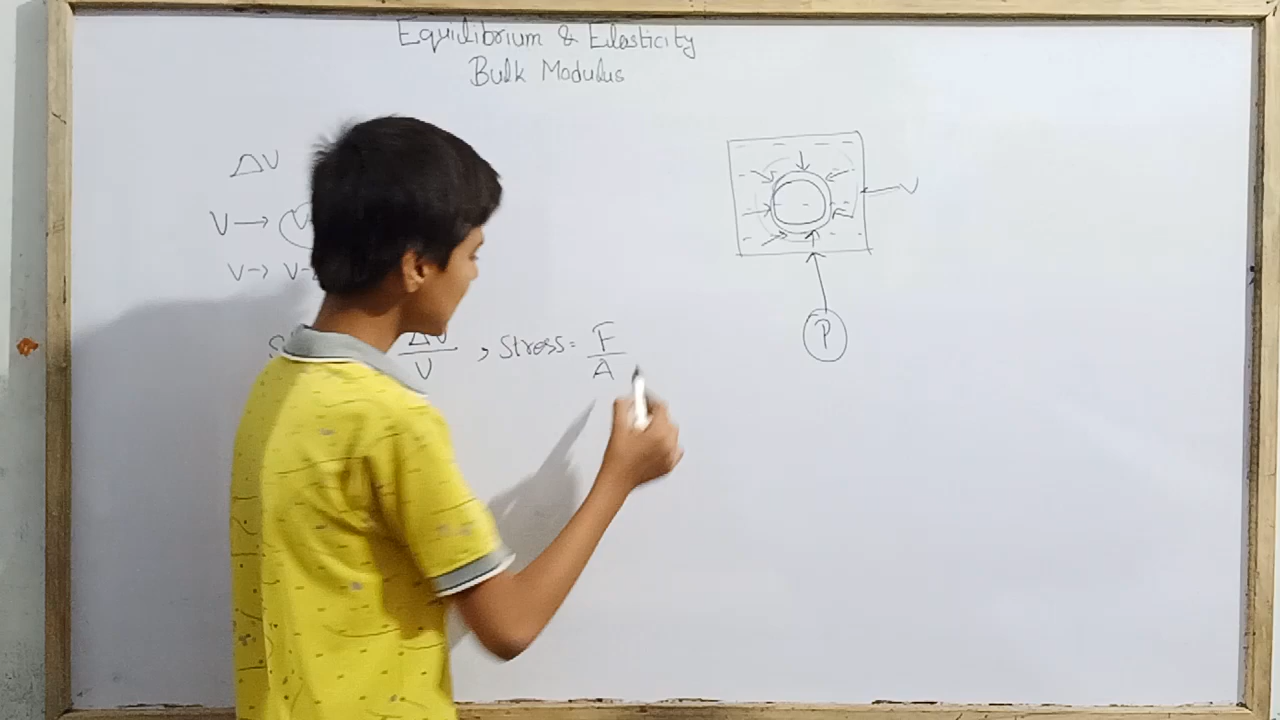 Equilibrium & Elasticity
Bulk Modulus
ΔV
V →
V → V-
ΔV/V , Stress = F/A
V
P